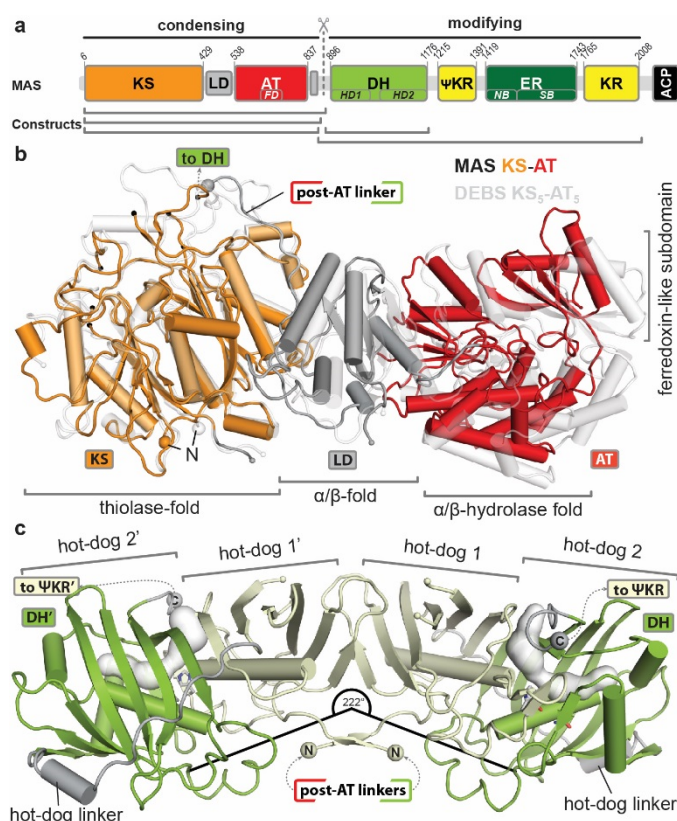 a
condensing
modifying
6
429
538
837
896
1176
1215
1391
1419
1743
1765
2008
MAS
KS
LD
AT
FD
DH
HD1
HD2
ΨKR
ER
NB
SB
KR
ACP
Constructs
b
to DH
post-AT linker
MAS KS-AT
DEBS KS5-AT5
ferredoxin-like subdomain
N
KS
LD
AT
thiolase-fold
α/β-fold
α/β-hydrolase fold
c
hot-dog 2'
hot-dog 1'
hot-dog 1
hot-dog 2
to ΨKR'
to ΨKR
C
C
DH'
DH
222°
N
N
post-AT linkers
hot-dog linker
hot-dog linker